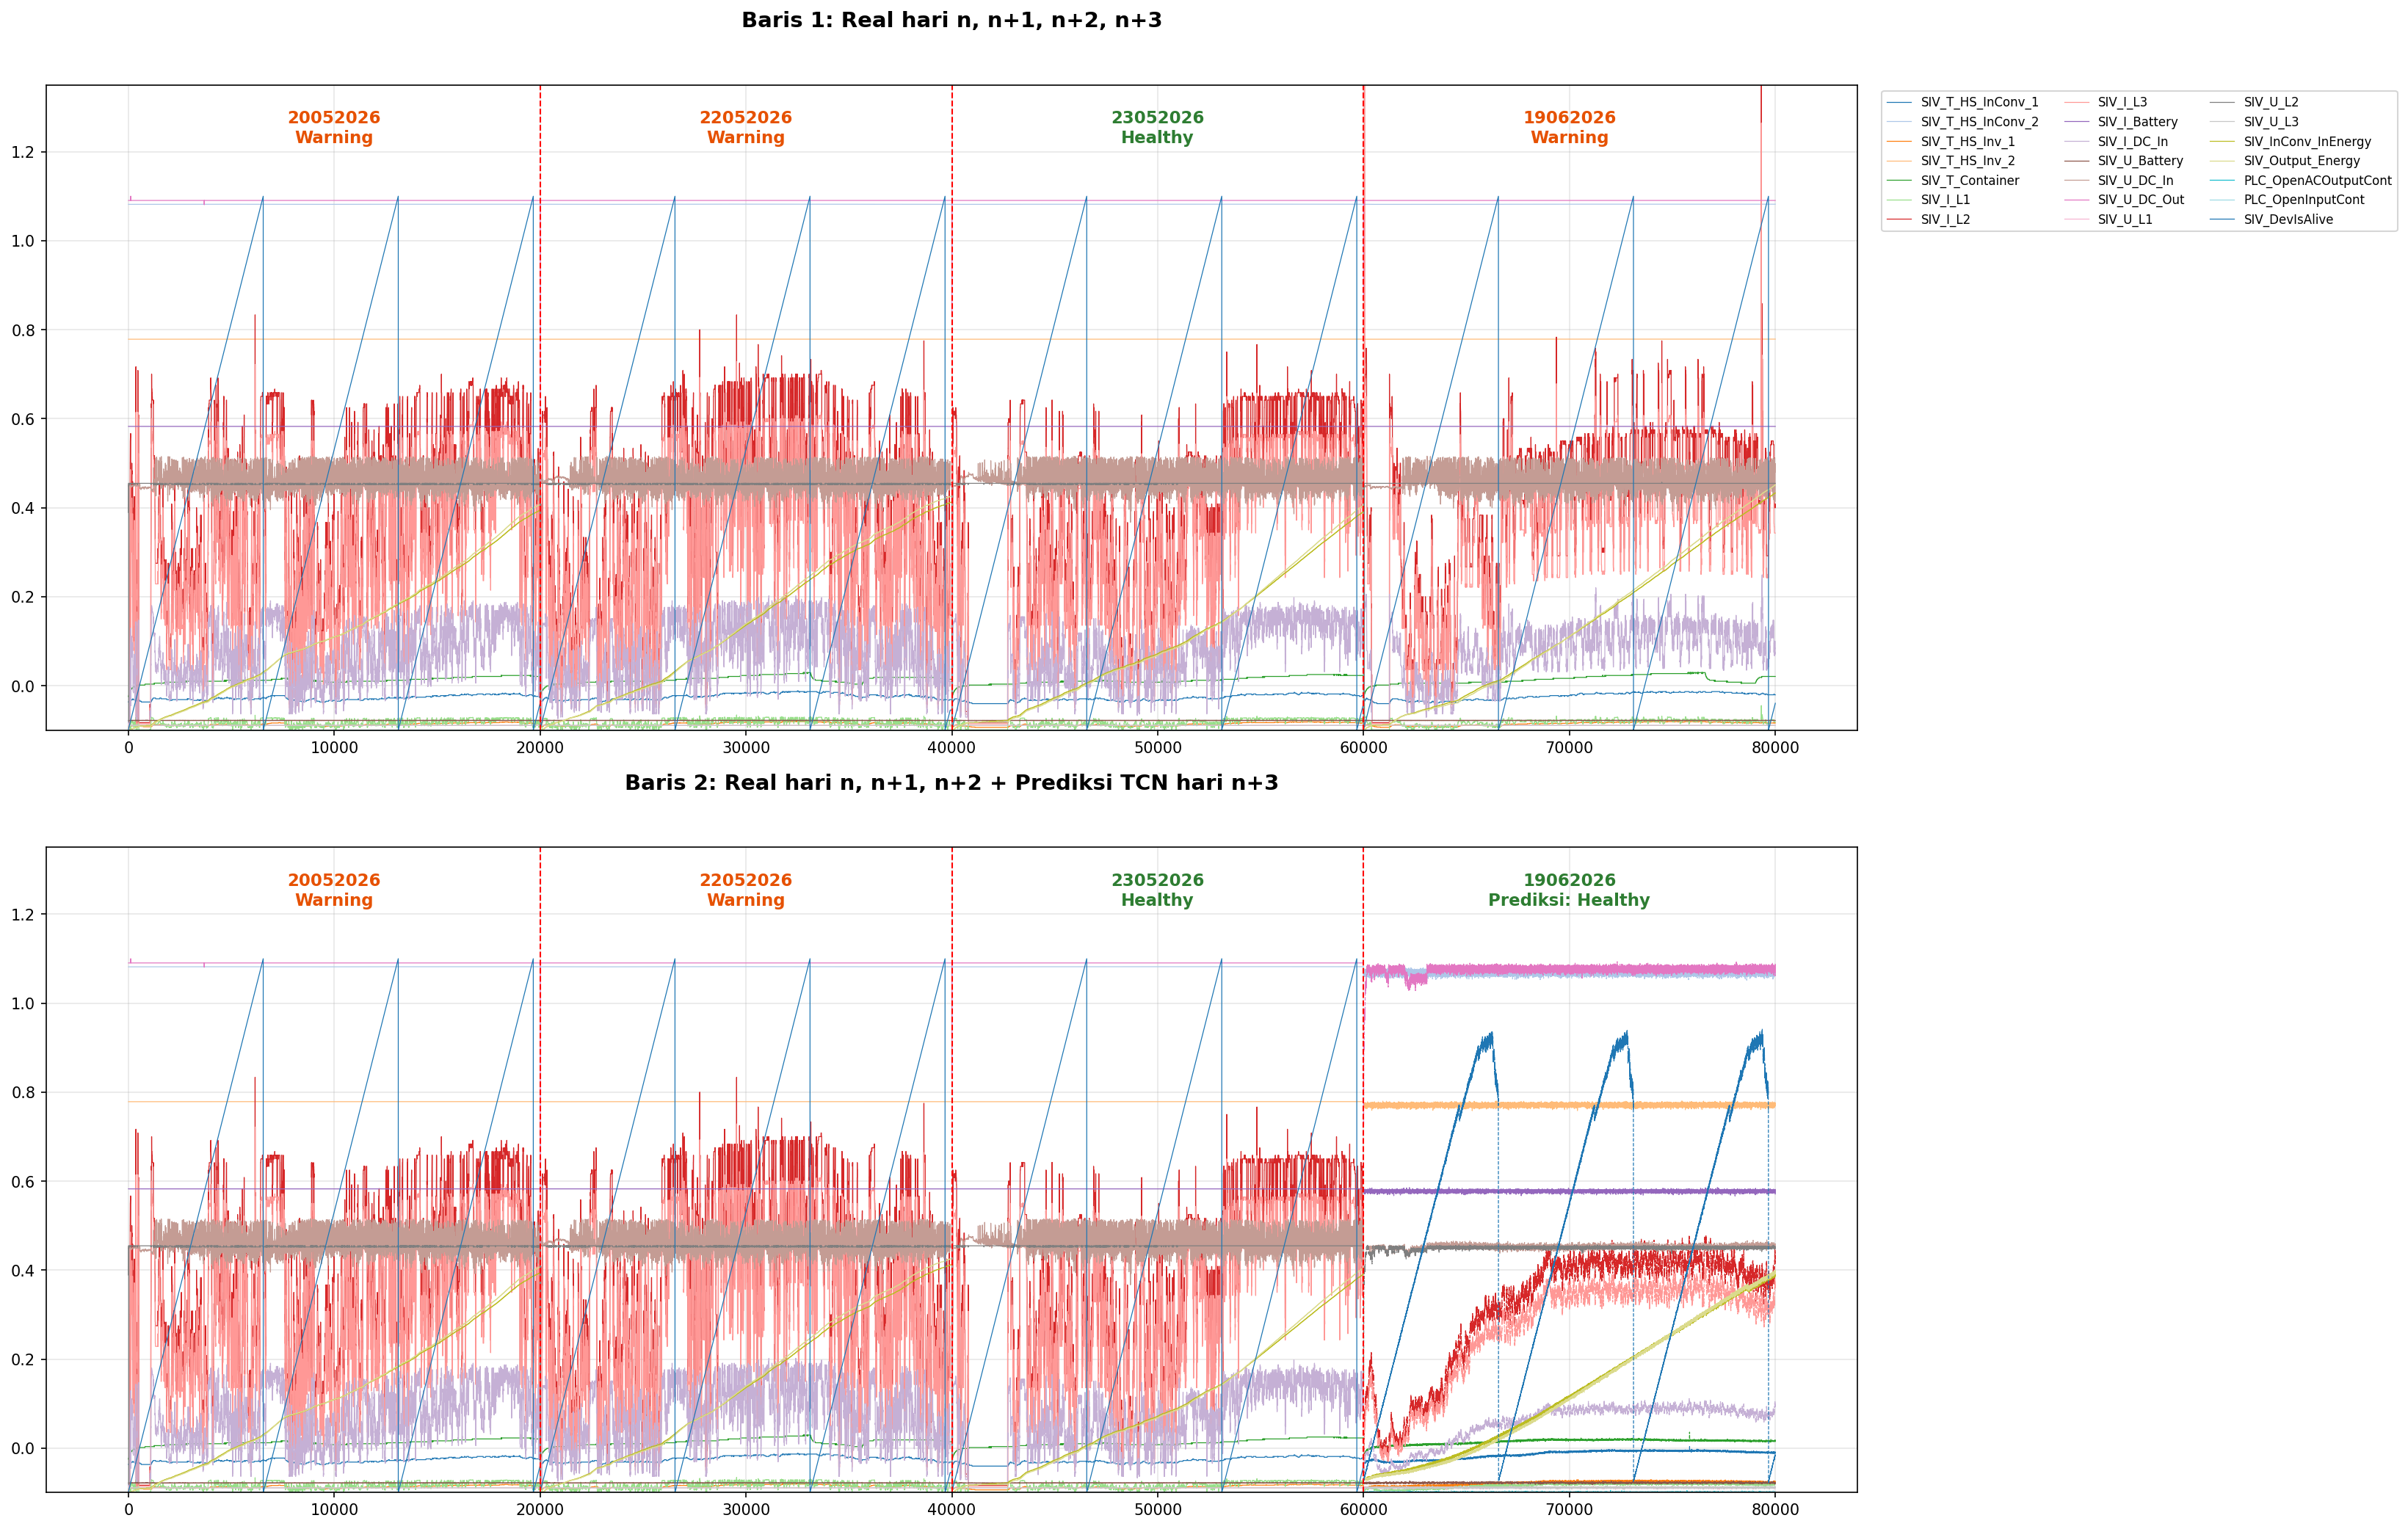 Baris 1: Real hari n, n+1, n+2, n+3
20052026
Warning
22052026
Warning
23052026
Healthy
19062026
Warning
1.2
1.0
0.8
0.6
0.4
0.2
0.0
0
10000
20000
30000
40000
50000
60000
70000
80000
SIV_T_HS_InConv_1
SIV_T_HS_InConv_2
SIV_T_HS_Inv_1
SIV_T_HS_Inv_2
SIV_T_Container
SIV_I_L1
SIV_I_L2
SIV_I_L3
SIV_I_Battery
SIV_I_DC_In
SIV_U_Battery
SIV_U_DC_In
SIV_U_DC_Out
SIV_U_L1
SIV_U_L2
SIV_U_L3
SIV_InConv_InEnergy
SIV_Output_Energy
PLC_OpenACOutputCont
PLC_OpenInputCont
SIV_DevIsAlive
Baris 2: Real hari n, n+1, n+2 + Prediksi TCN hari n+3
20052026
Warning
22052026
Warning
23052026
Healthy
19062026
Prediksi: Healthy
1.2
1.0
0.8
0.6
0.4
0.2
0.0
0
10000
20000
30000
40000
50000
60000
70000
80000